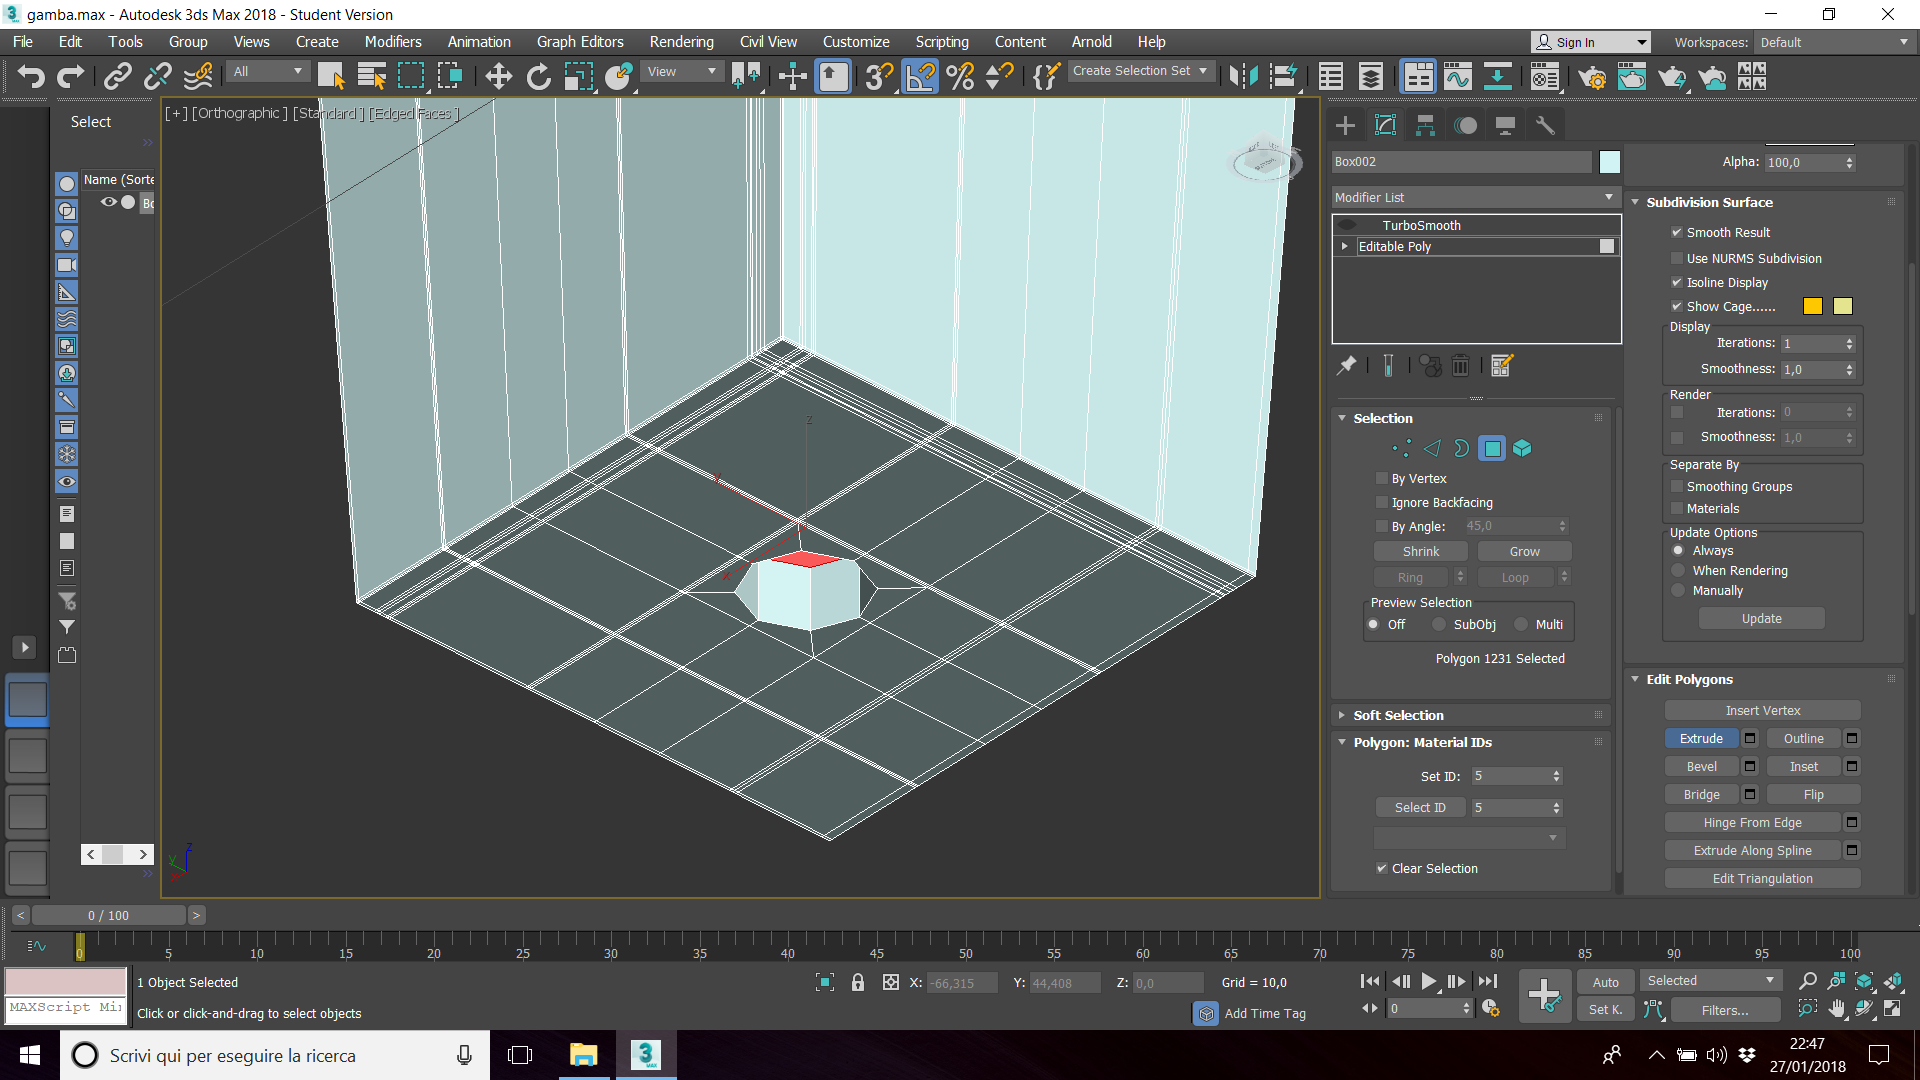 gamba.max - Autodesk 3ds Max 2018 - Student Version
File Edit Tools Group Views Create Modifiers Animation Graph Editors Rendering Civil View Customize Scripting Content Arnold Help
Sign In
Workspaces: Default
All
View
Create Selection Set
Select
Name (Sorte
Bo
[+] [Orthographic ] [Standard ] [Edged Faces ]
Box002
Modifier List
TurboSmooth
Editable Poly
Selection
By Vertex
Ignore Backfacing
By Angle: 45,0
Shrink Grow
Ring Loop
Preview Selection
Off SubObj Multi
Polygon 1231 Selected
Soft Selection
Polygon: Material IDs
Set ID: 5
Select ID 5
Clear Selection
Alpha: 100,0
Subdivision Surface
Smooth Result
Use NURMS Subdivision
Isoline Display
Show Cage......
Display
Iterations: 1
Smoothness: 1,0
Render
Iterations: 0
Smoothness: 1,0
Separate By
Smoothing Groups
Materials
Update Options
Always
When Rendering
Manually
Update
Edit Polygons
Insert Vertex
Extrude Outline
Bevel Inset
Bridge Flip
Hinge From Edge
Extrude Along Spline
Edit Triangulation
z
x
z
y
< 0 / 100 >
0 5 10 15 20 25 30 35 40 45 50 55 60 65 70 75 80 85 90 95 100
1 Object Selected
X: -66,315 Y: 44,408 Z: 0,0 Grid = 10,0
MAXScript Mi
Click or click-and-drag to select objects
Add Time Tag
0
Auto Selected
Set K. Filters...
Scrivi qui per eseguire la ricerca
3
MAX
22:47
27/01/2018